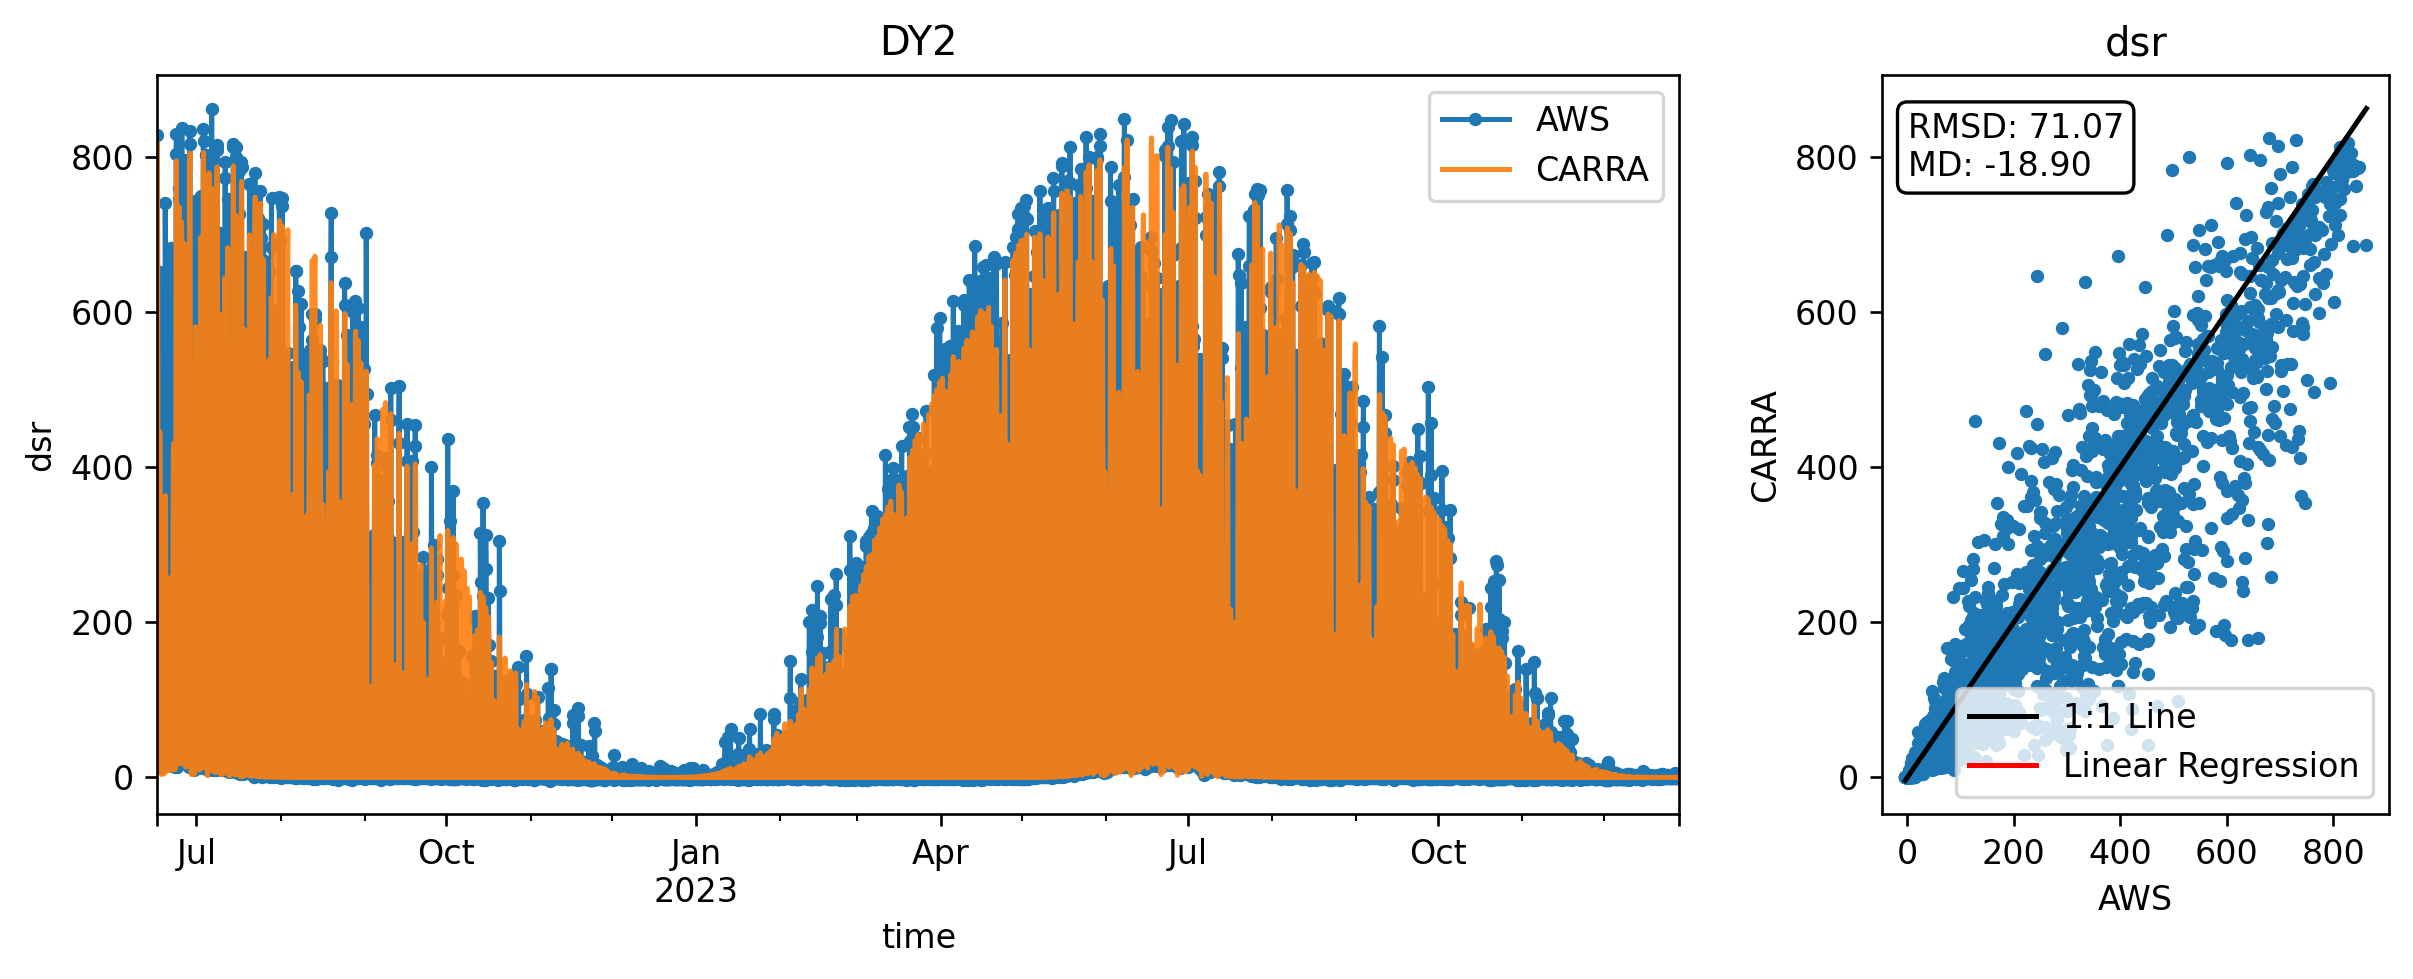 DY2
dsr
800
600
400
200
0
Jul
Oct
Jan
2023
Apr
Jul
Oct
time
AWS
CARRA
dsr
CARRA
800
600
400
200
0
0
200
400
600
800
AWS
RMSD: 71.07
MD: -18.90
1:1 Line
Linear Regression